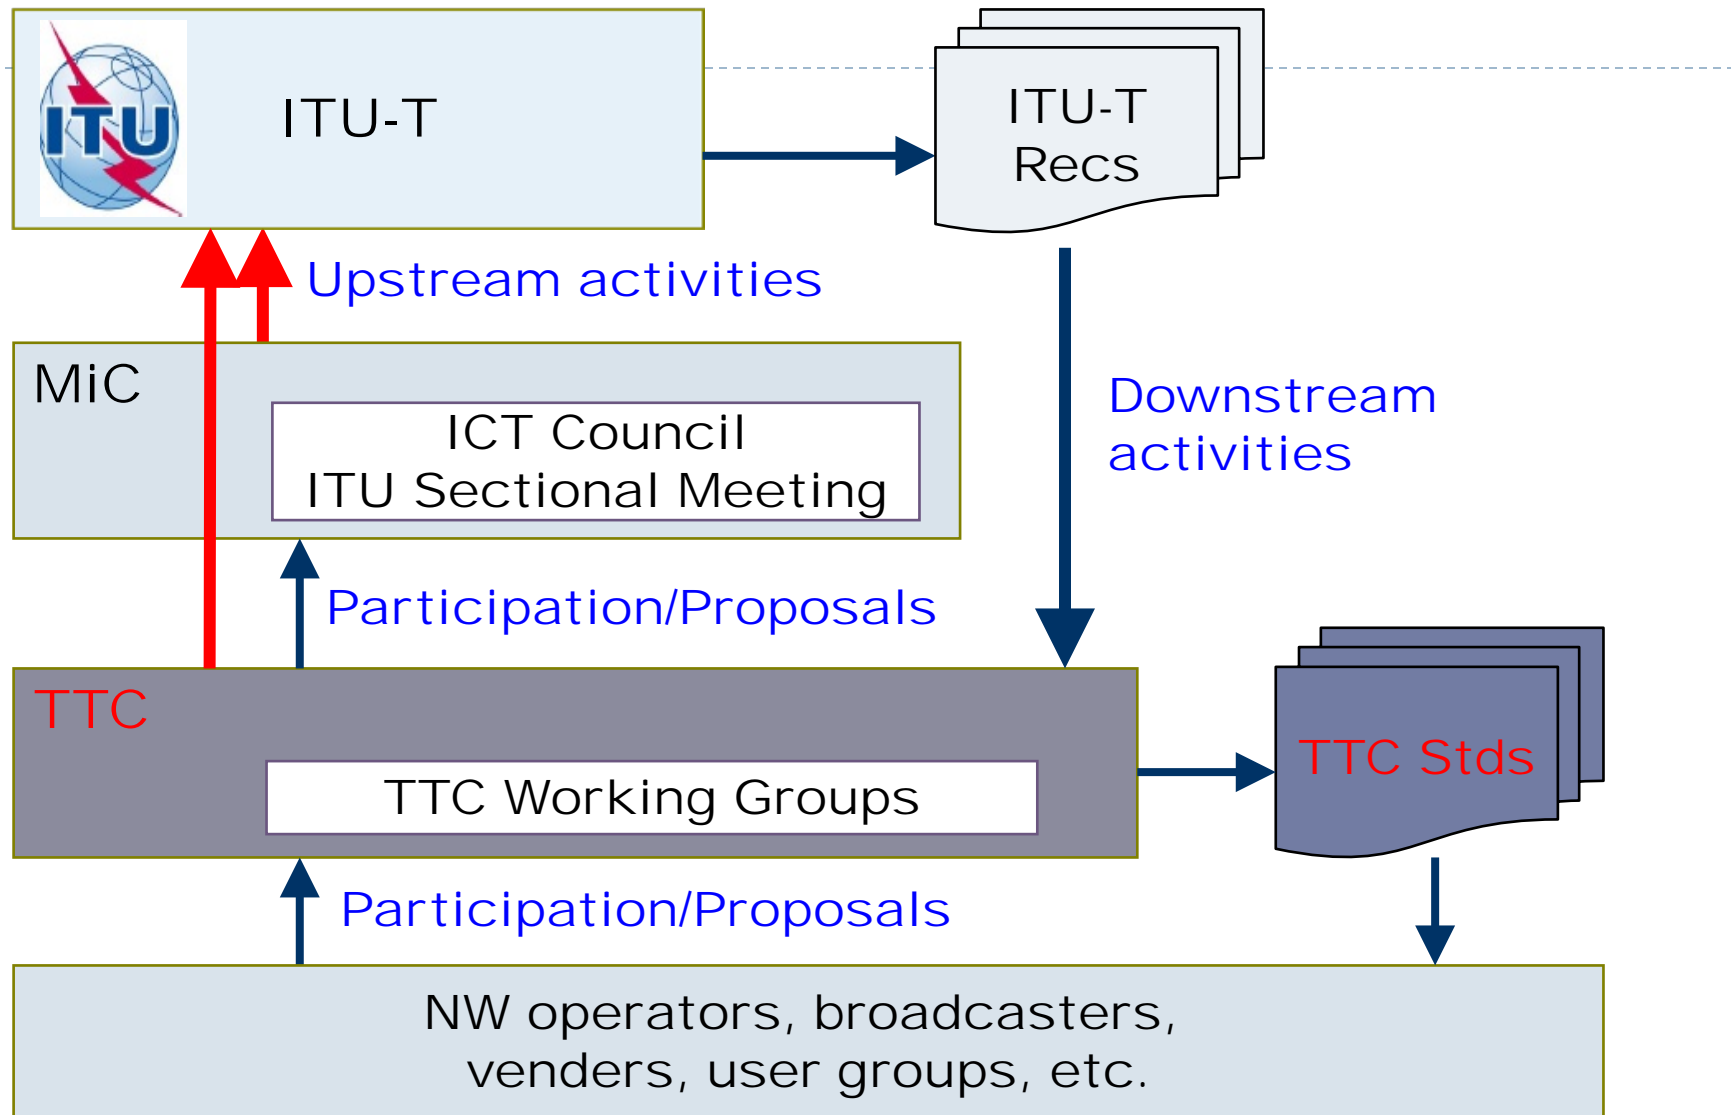 ITU
ITU-T
ITU-T
Recs
Upstream activities
MiC
ICT Council
ITU Sectional Meeting
Downstream
activities
Participation/Proposals
TTC
TTC Working Groups
TTC Stds
Participation/Proposals
NW operators, broadcasters,
venders, user groups, etc.